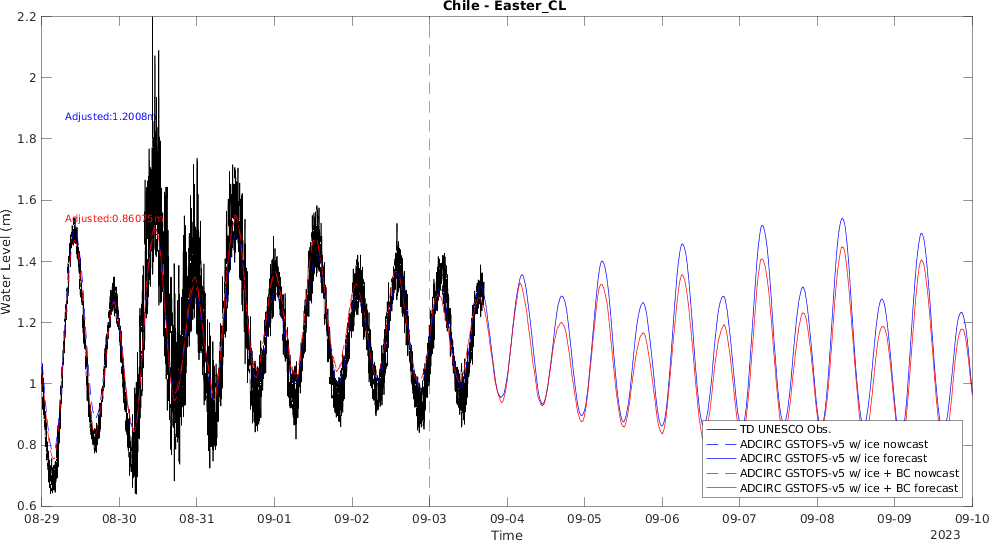 Chile - Easter_CL
Water Level (m)
2.2
2
1.8
1.6
1.4
1.2
1
0.8
0.6
Adjusted:1.2008m
Adjusted:0.86075m
TD UNESCO Obs.
ADCIRC GSTOFS-v5 w/ ice nowcast
ADCIRC GSTOFS-v5 w/ ice forecast
ADCIRC GSTOFS-v5 w/ ice + BC nowcast
ADCIRC GSTOFS-v5 w/ ice + BC forecast
08-29 08-30 08-31 09-01 09-02 09-03 09-04 09-05 09-06 09-07 09-08 09-09 09-10
Time
2023